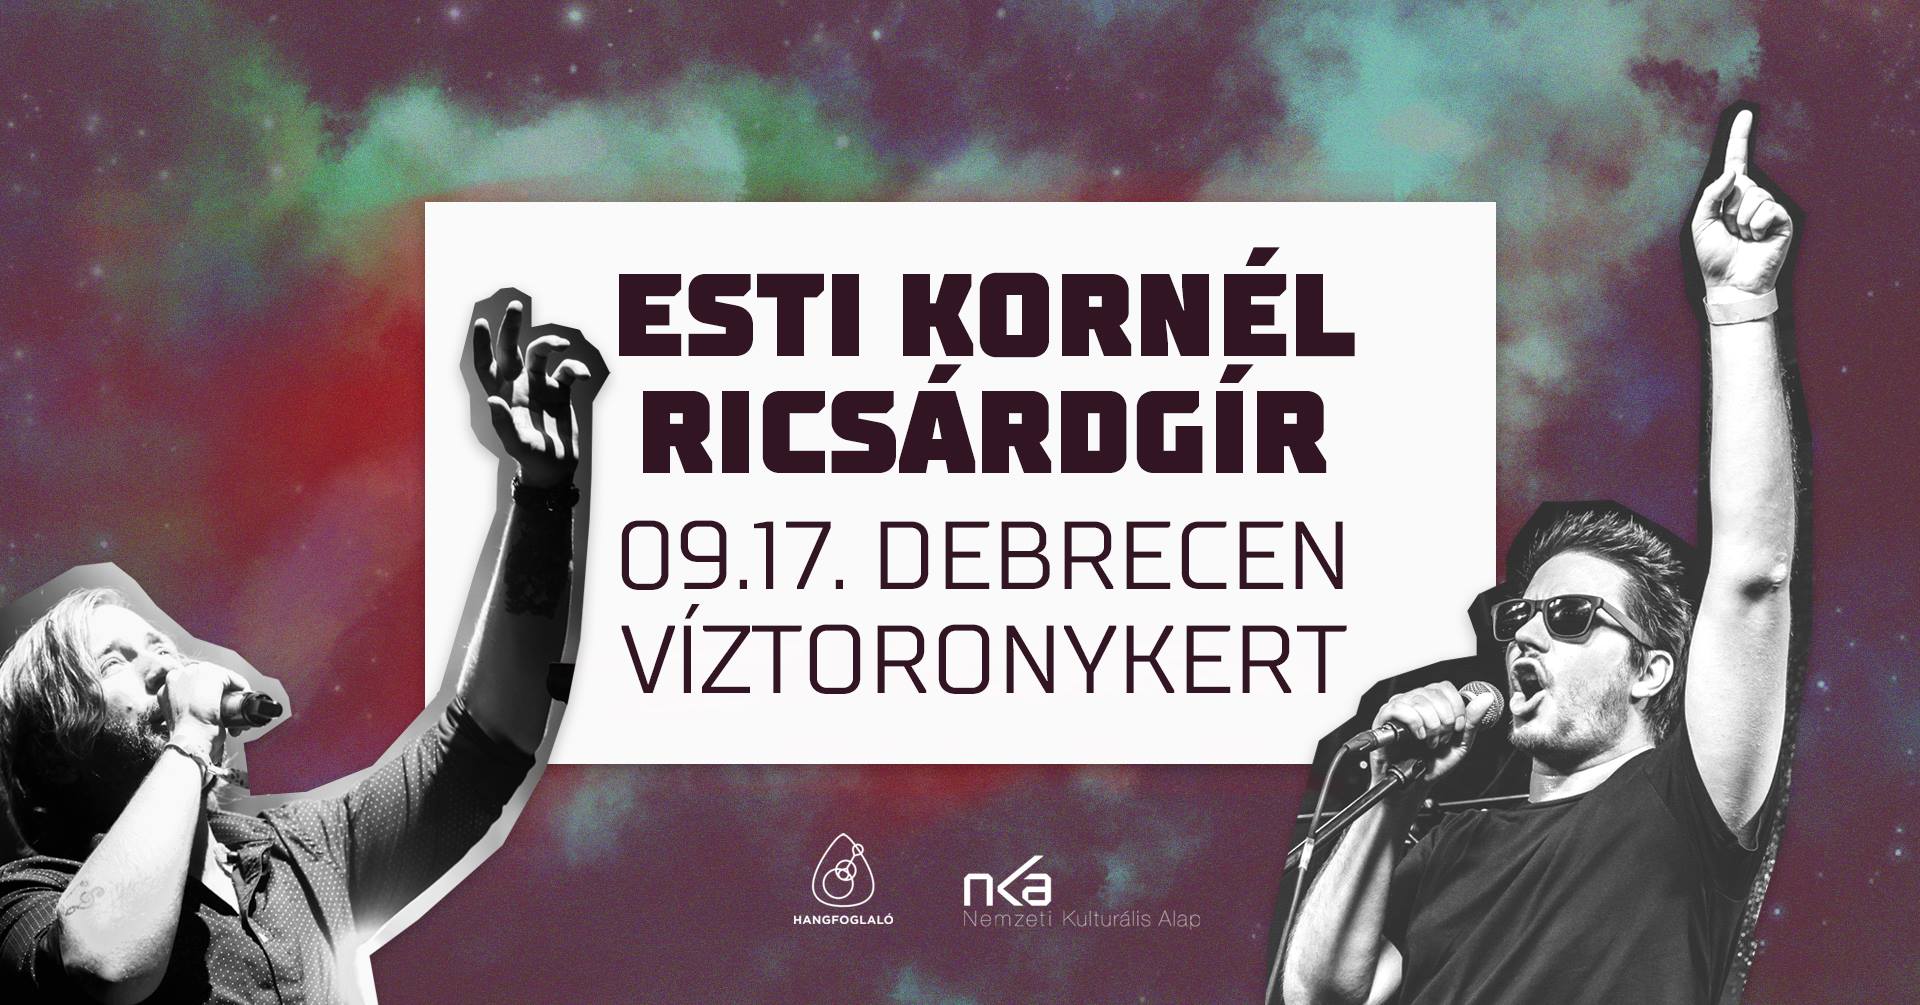 ESTI KORNÉL
RICSÁRDGÍR
09.17. DEBRECEN
VÍZTORONYKERT
HANGFOGLALÓ
nka
Nemzeti Kulturális Alap